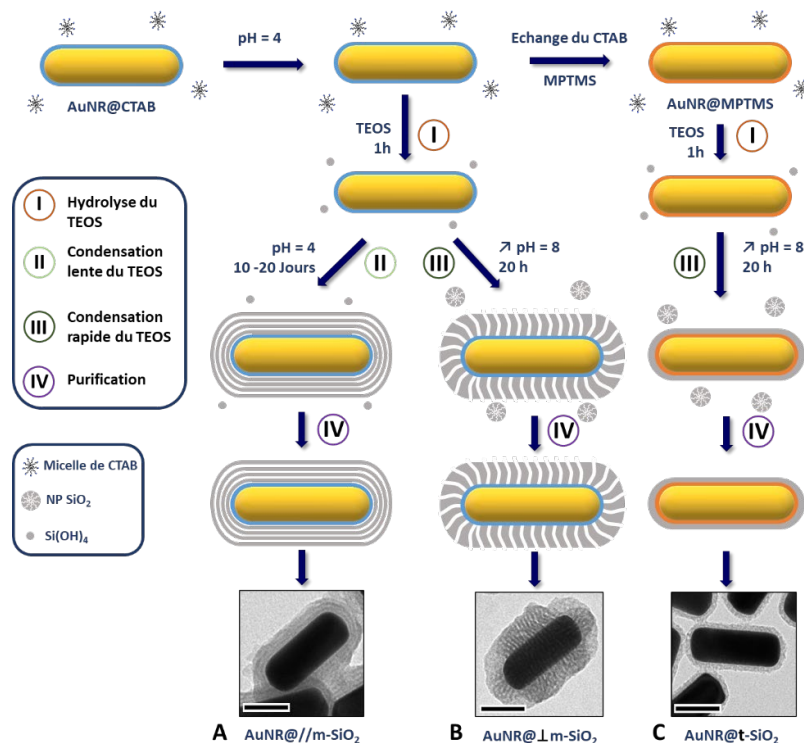 AuNR@CTAB
pH = 4
Echange du CTAB
MPTMS
AuNR@MPTMS
TEOS
1h
I
TEOS
1h
I
I
Hydrolyse du
TEOS
II
Condensation
lente du TEOS
III
Condensation
rapide du TEOS
IV
Purification
pH = 4
10 -20 Jours
II
III
↗ pH = 8
20 h
III
↗ pH = 8
20 h
IV
IV
IV
Micelle de CTAB
NP SiO₂
Si(OH)₄
A AuNR@//m-SiO₂
B AuNR@⊥m-SiO₂
C AuNR@t-SiO₂